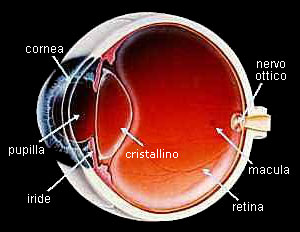 cornea
nervo
ottico
pupilla
cristallino
macula
iride
retina